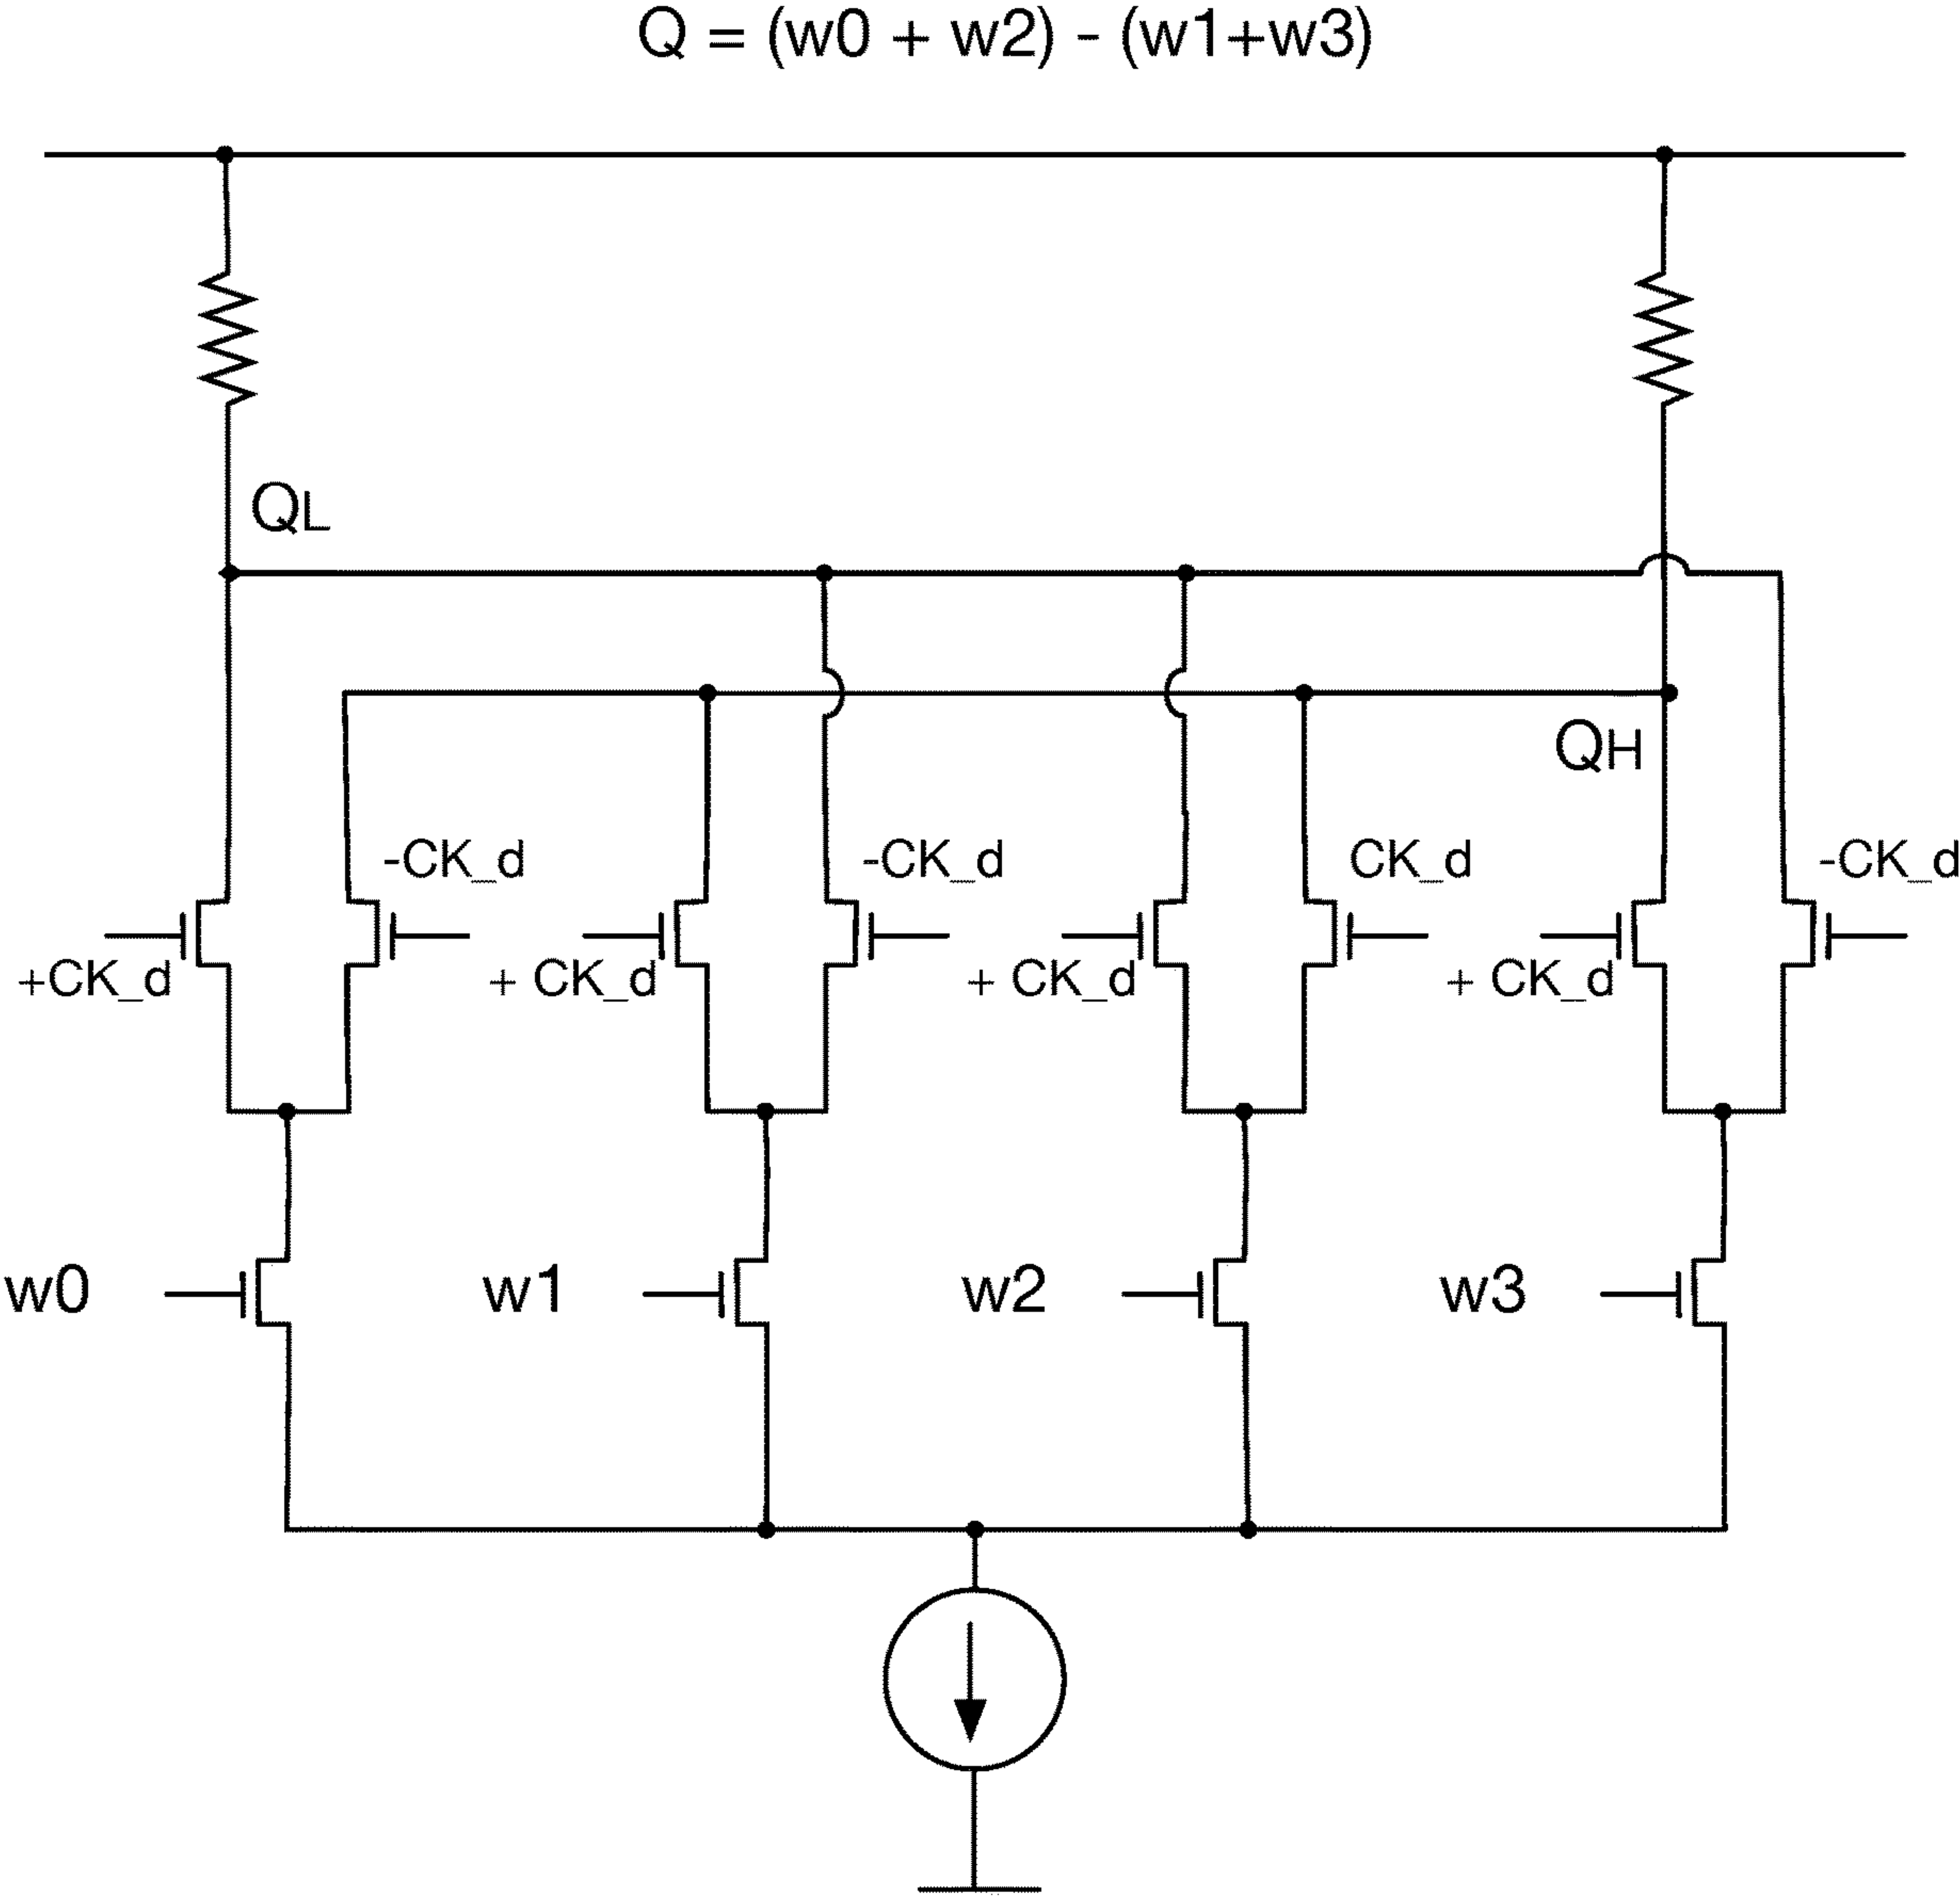 Q = (w0 + w2) - (w1+w3)
QL
QH
-CK_d
-CK_d
CK_d
-CK_d
+CK_d
+ CK_d
+ CK_d
+ CK_d
w0
w1
w2
w3